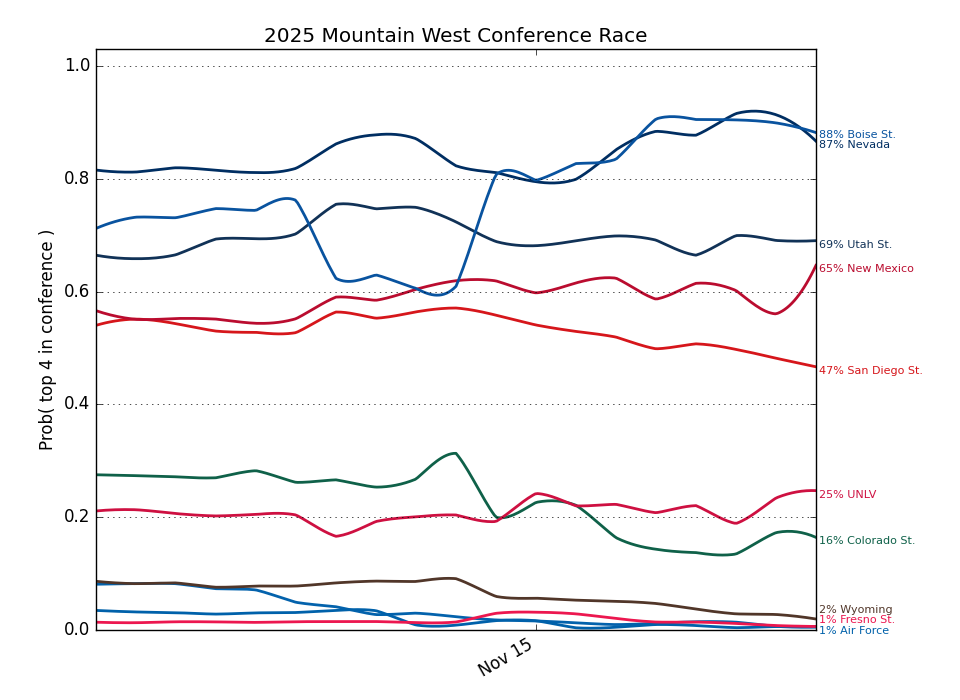 2025 Mountain West Conference Race
Prob( top 4 in conference )
1.0
0.8
0.6
0.4
0.2
0.0
Nov 15
88% Boise St.
87% Nevada
69% Utah St.
65% New Mexico
47% San Diego St.
25% UNLV
16% Colorado St.
2% Wyoming
1% Fresno St.
1% Air Force